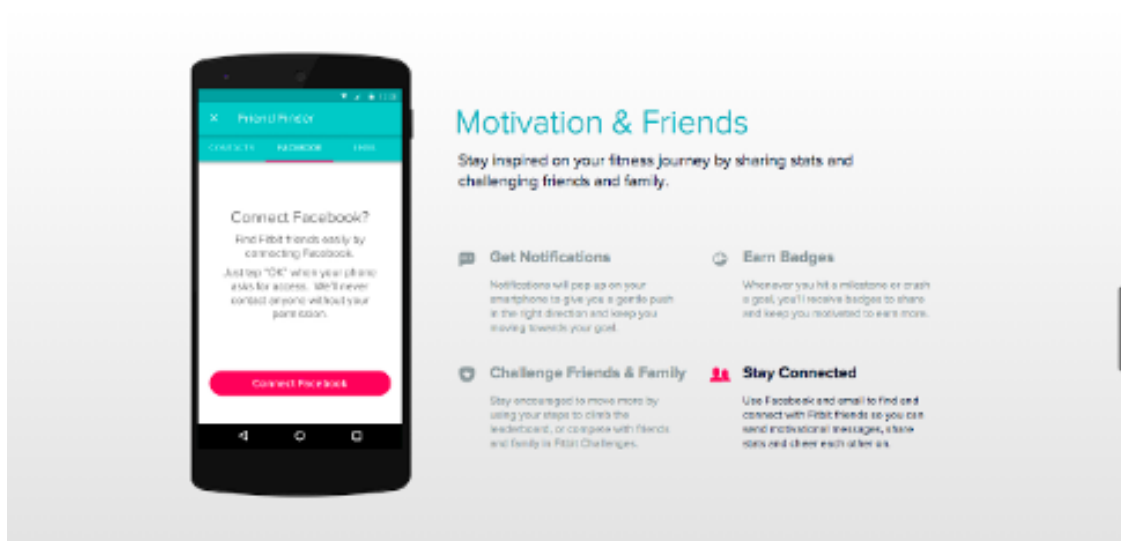 Friend Finder
CONTACTS FACEBOOK EMAIL
Connect Facebook?
Find Fitbit friends easily by
connecting Facebook.
Just tap "OK" when your phone
asks for access. We'll never
contact anyone without your
permission.
Connect Facebook
Motivation & Friends
Stay inspired on your fitness journey by sharing stats and
challenging friends and family.
Get Notifications
Notifications will pop up on your
smartphone to give you a gentle push
in the right direction and keep you
moving towards your goal.
Earn Badges
Whenever you hit a milestone or crush
a goal, you'll receive badges to share
and keep you motivated to earn more.
Challenge Friends & Family
Stay encouraged to move more by
using your steps to climb the
leaderboard, or compete with friends
and family in Fitbit Challenges.
Stay Connected
Use Facebook and email to find and
connect with Fitbit friends so you can
send motivational messages, share
stats and cheer each other on.